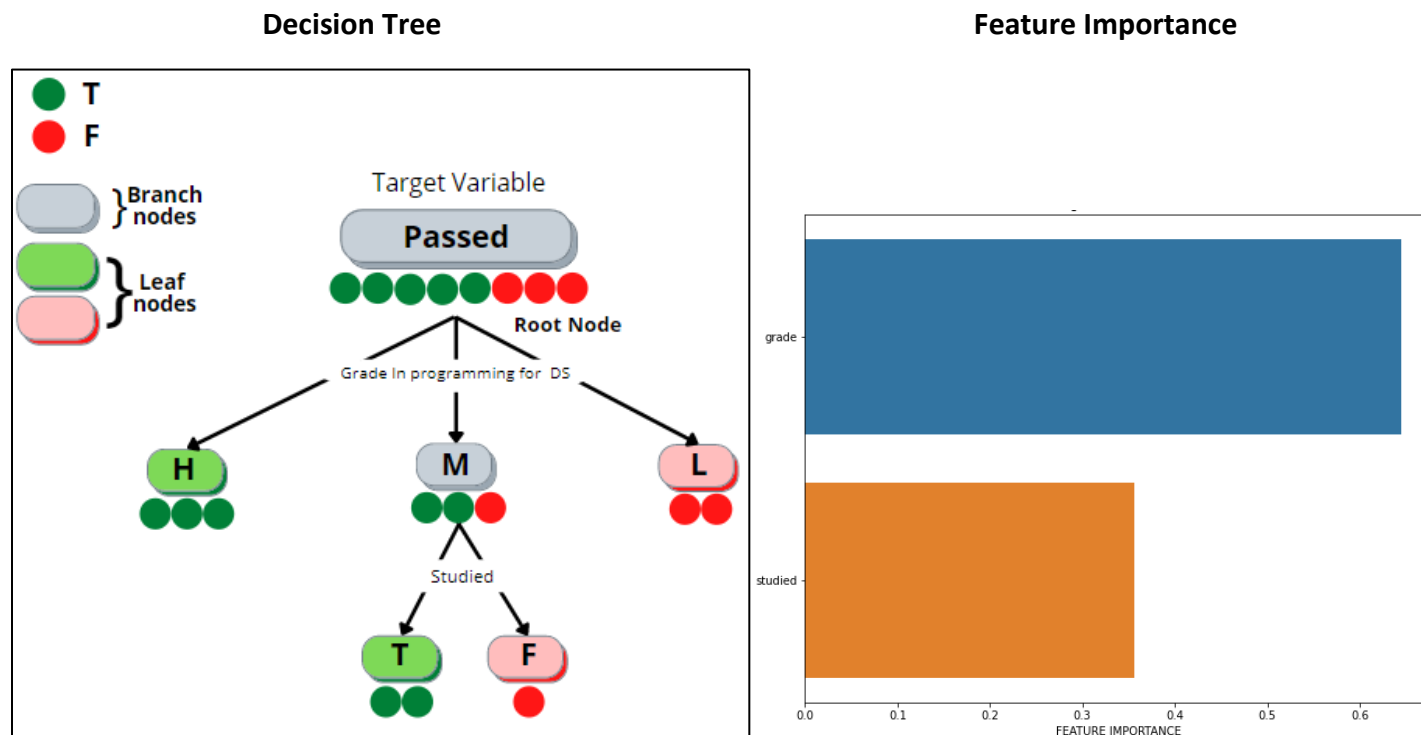 Decision Tree
Feature Importance
T
F
Branch
nodes
Leaf
nodes
Target Variable
Passed
Root Node
Grade In programming for DS
H
M
L
Studied
T
F
grade
studied
0.0 0.1 0.2 0.3 0.4 0.5 0.6
FEATURE IMPORTANCE